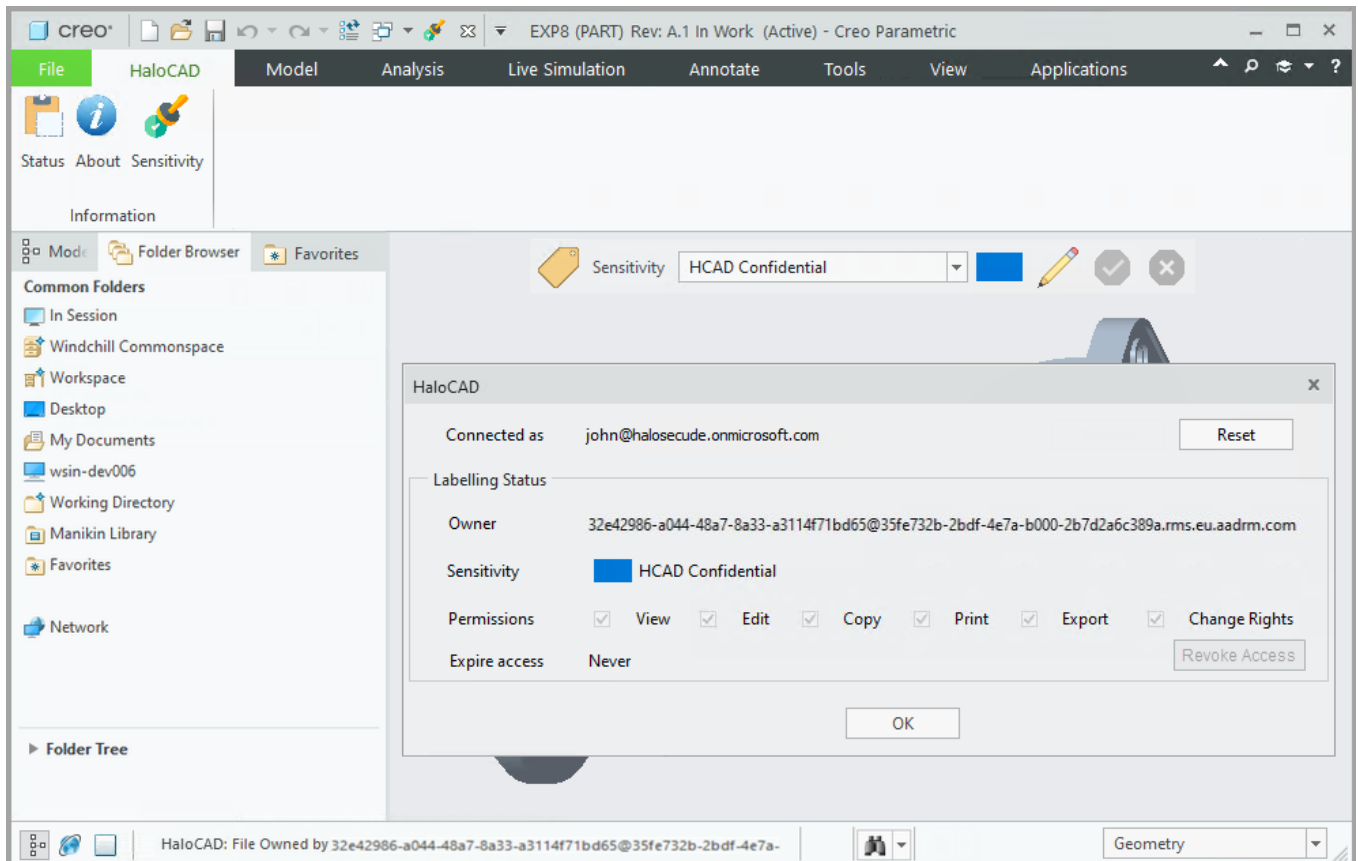 creo® EXP8 (PART) Rev: A.1 In Work (Active) - Creo Parametric
File HaloCAD Model Analysis Live Simulation Annotate Tools View Applications ?
Status About Sensitivity
Information
Mode Folder Browser Favorites
Common Folders
In Session
Windchill Commonspace
Workspace
Desktop
My Documents
wsin-dev006
Working Directory
Manikin Library
Favorites
Network
Folder Tree
Sensitivity HCAD Confidential
HaloCAD
Connected as john@halosecude.onmicrosoft.com Reset
Labelling Status
Owner 32e42986-a044-48a7-8a33-a3114f71bd65@35fe732b-2bdf-4e7a-b000-2b7d2a6c389a.rms.eu.aadrm.com
Sensitivity HCAD Confidential
Permissions View Edit Copy Print Export Change Rights
Expire access Never Revoke Access
OK
HaloCAD: File Owned by 32e42986-a044-48a7-8a33-a3114f71bd65@35fe732b-2bdf-4e7a- Geometry